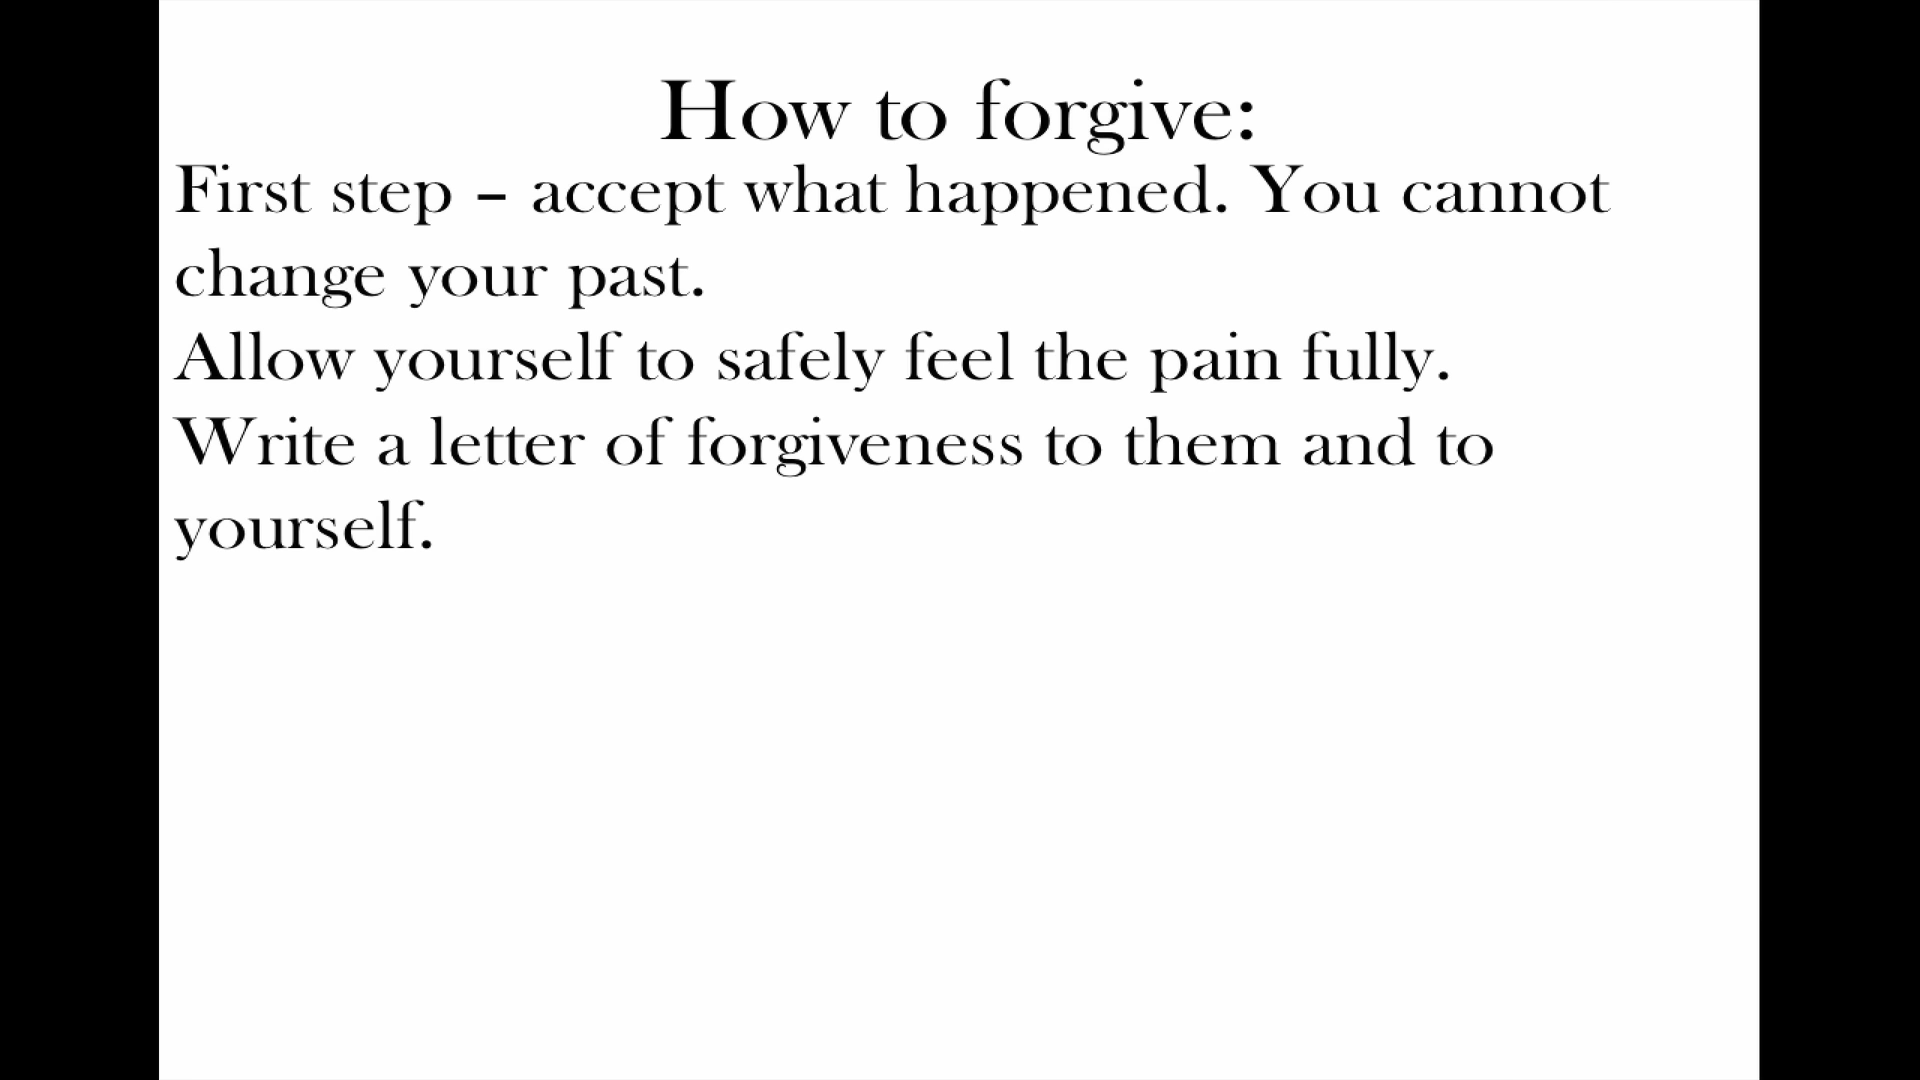 How to forgive:
First step – accept what happened. You cannot
change your past.
Allow yourself to safely feel the pain fully.
Write a letter of forgiveness to them and to
yourself.